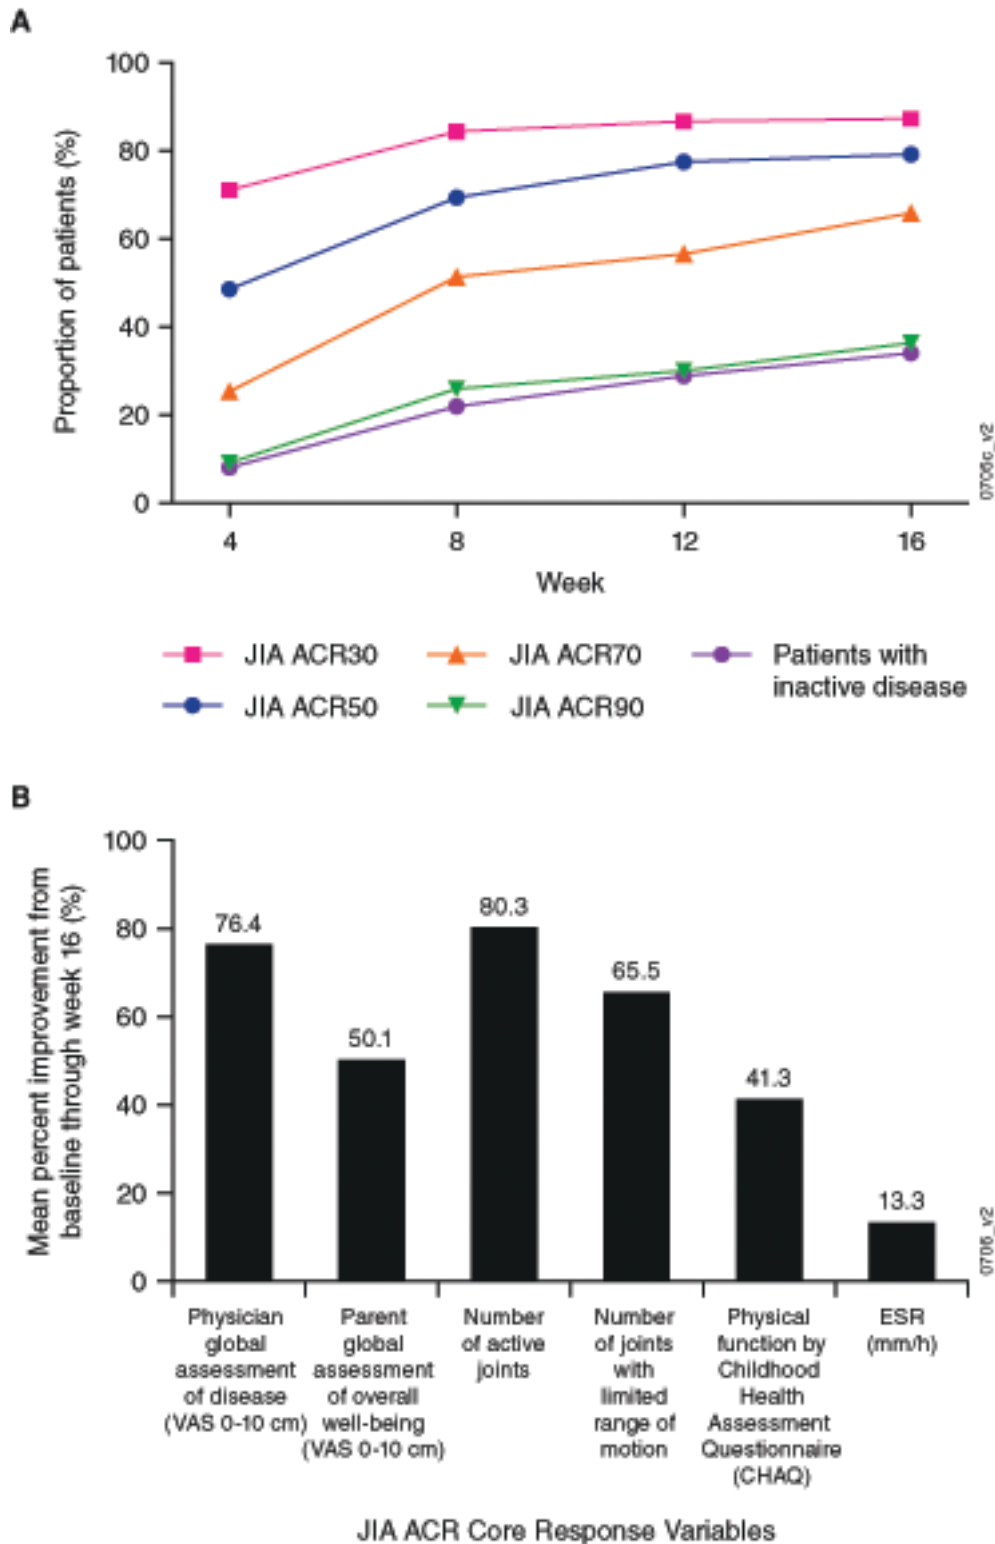 A
Proportion of patients (%)
100
80
60
40
20
0
4 8 12 16
Week
0706c_v2
JIA ACR30
JIA ACR50
JIA ACR70
JIA ACR90
Patients with
inactive disease
B
Mean percent improvement from
baseline through week 16 (%)
100
80
60
40
20
0
76.4
50.1
80.3
65.5
41.3
13.3
0706_v2
Physician
global
assessment
of disease
(VAS 0-10 cm)
Parent
global
assessment
of overall
well-being
(VAS 0-10 cm)
Number
of active
joints
Number
of joints
with
limited
range of
motion
Physical
function by
Childhood
Health
Assessment
Questionnaire
(CHAQ)
ESR
(mm/h)
JIA ACR Core Response Variables